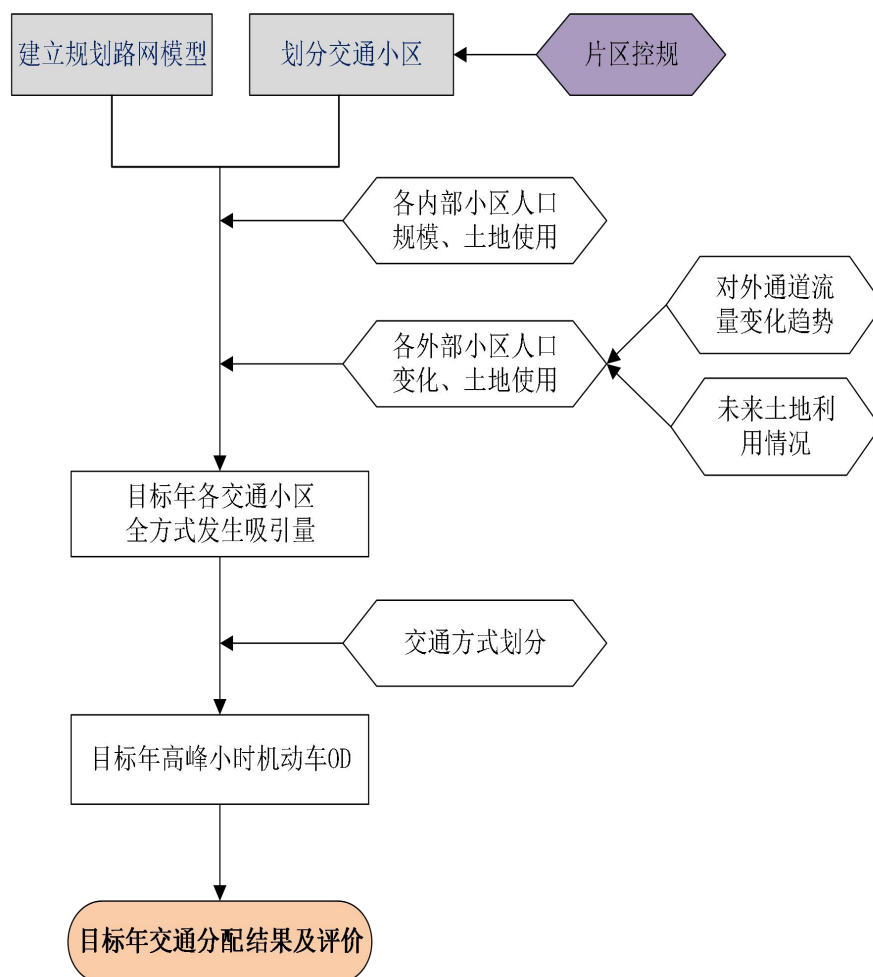 建立规划路网模型
划分交通小区
片区控规
各内部小区人口
规模、土地使用
对外通道流
量变化趋势
各外部小区人口
变化、土地使用
未来土地利
用情况
目标年各交通小区
全方式发生吸引量
交通方式划分
目标年高峰小时机动车OD
目标年交通分配结果及评价